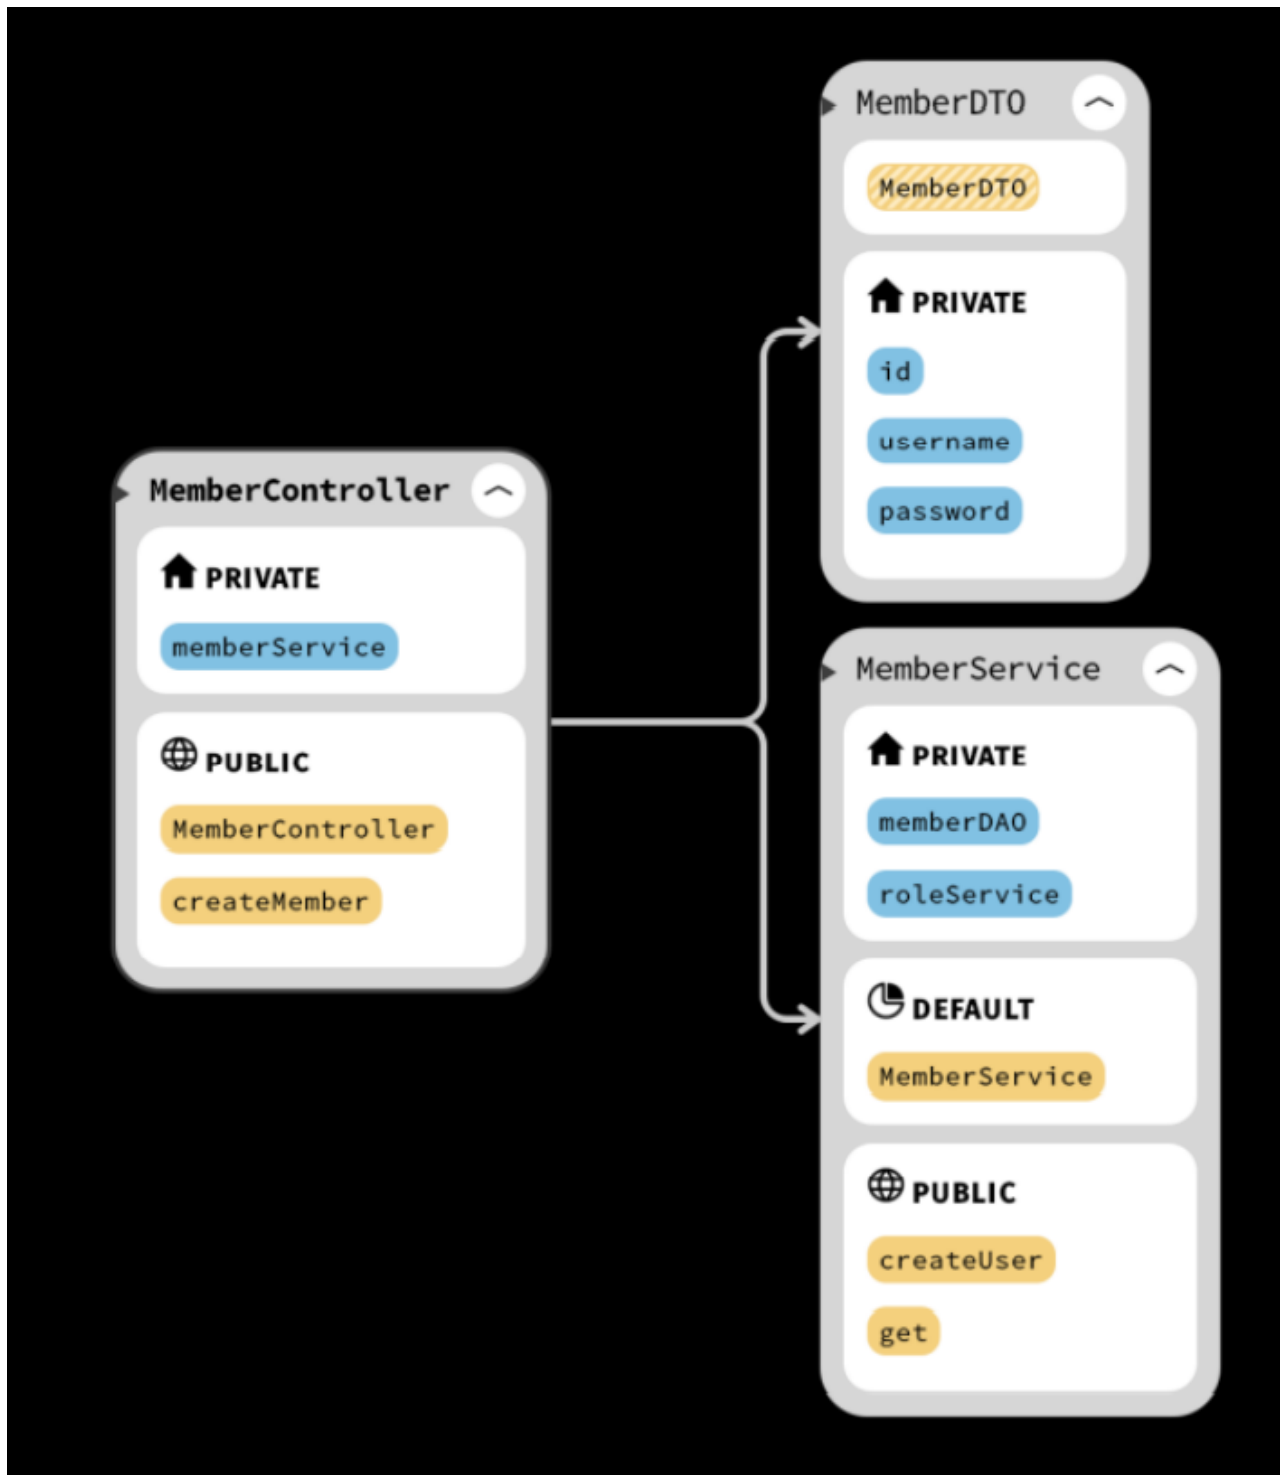 MemberDTO
MemberDTO
PRIVATE
id
username
password
MemberController
PRIVATE
memberService
PUBLIC
MemberController
createMember
MemberService
PRIVATE
memberDAO
roleService
DEFAULT
MemberService
PUBLIC
createUser
get